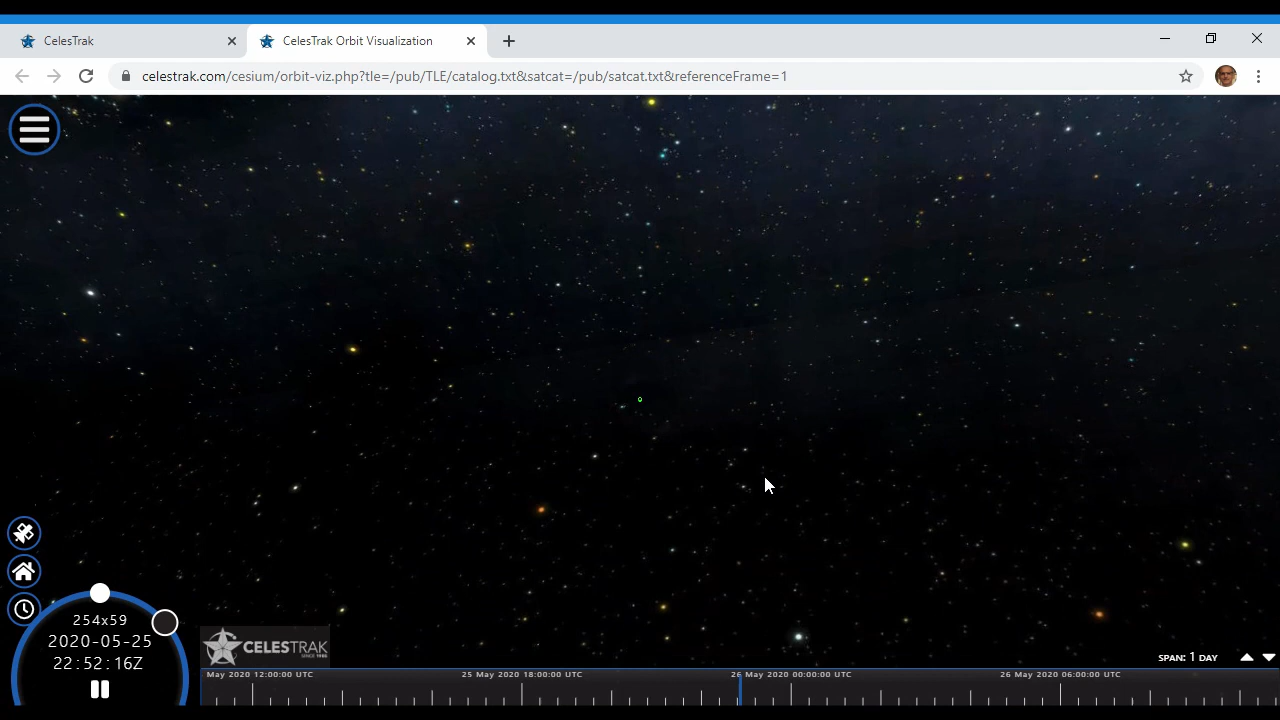 CelesTrak
CelesTrak Orbit Visualization
celestrak.com/cesium/orbit-viz.php?tle=/pub/TLE/catalog.txt&satcat=/pub/satcat.txt&referenceFrame=1
254x59
2020-05-25
22:52:16Z
CELESTRAK
SINCE 1985
SPAN: 1 DAY
May 2020 12:00:00 UTC
25 May 2020 18:00:00 UTC
26 May 2020 00:00:00 UTC
26 May 2020 06:00:00 UTC